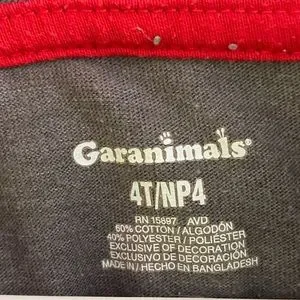 Garanimals®
4T/NP4
RN 15697 AVD
60% COTTON / ALGODÓN
40% POLYESTER / POLIÉSTER
EXCLUSIVE OF DECORATION
EXCLUSIVO DE DECORACIÓN
MADE IN / HECHO EN BANGLADESH